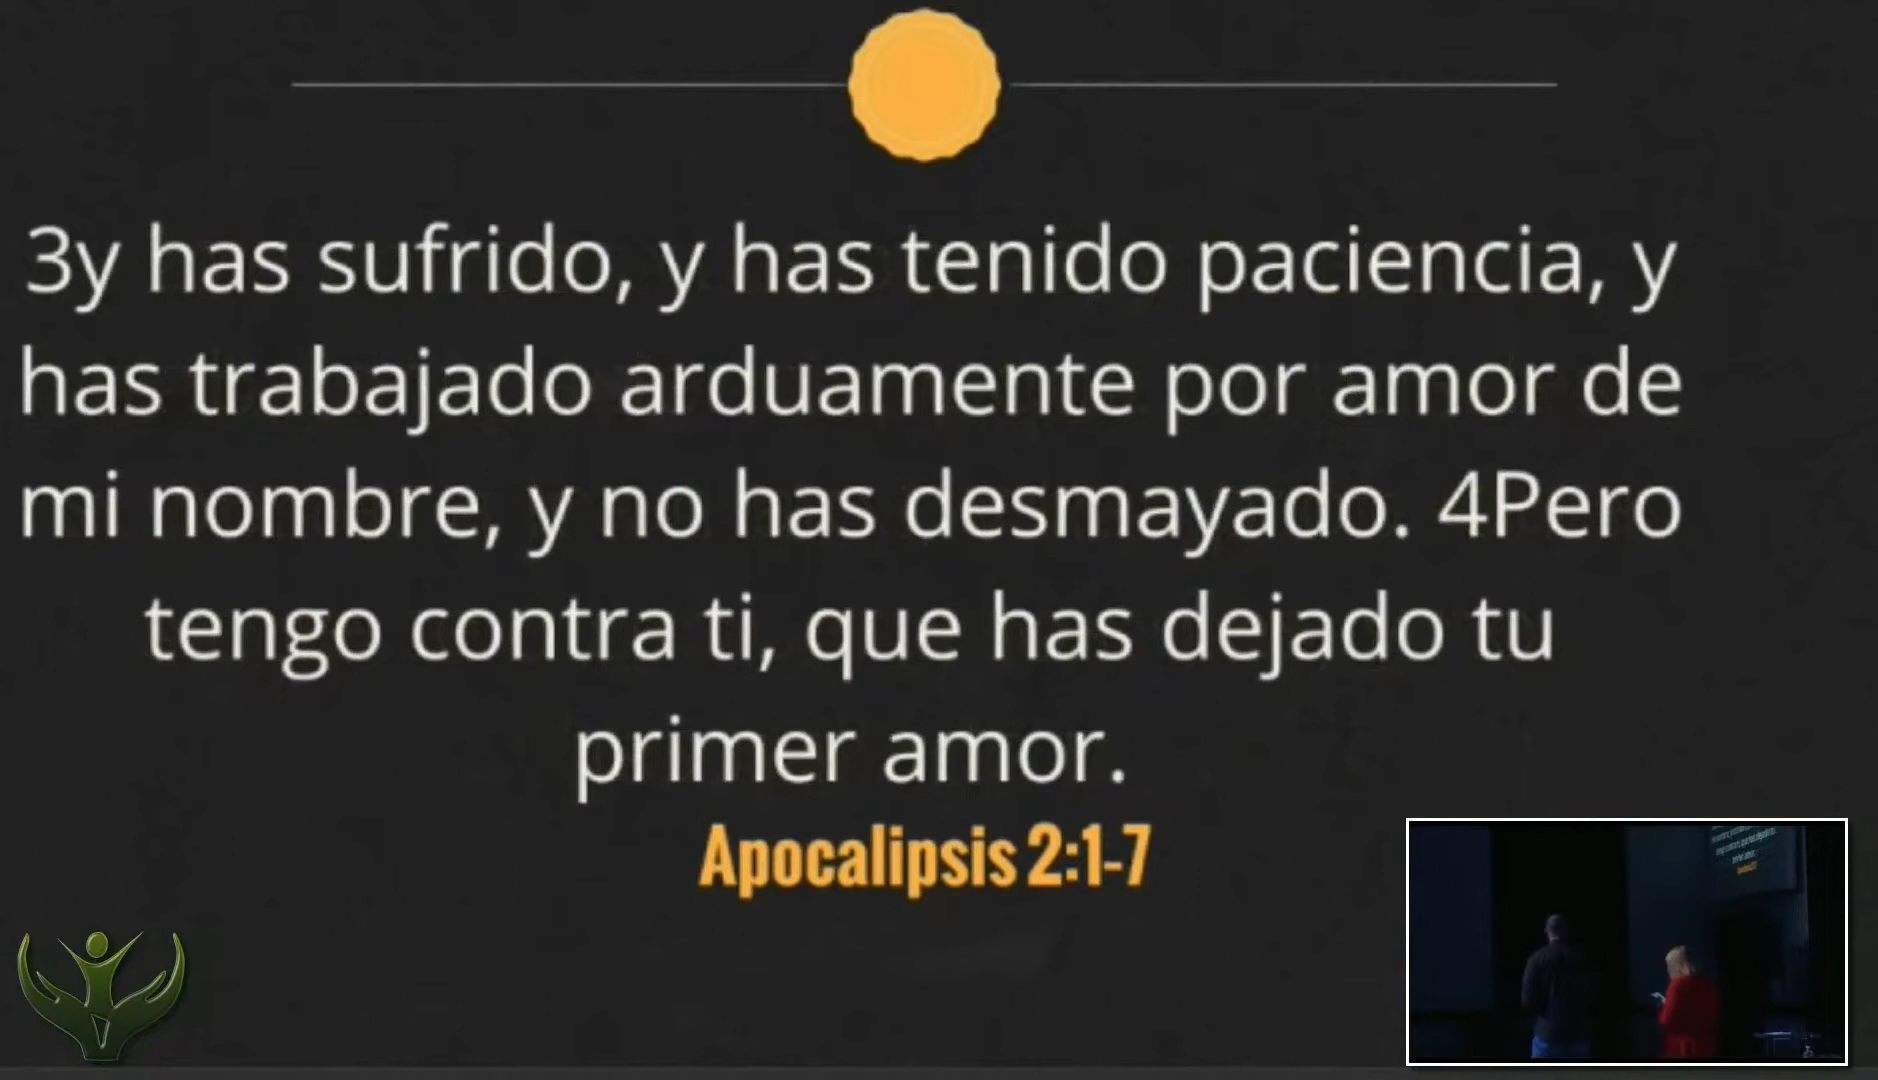 3y has sufrido, y has tenido paciencia, y
has trabajado arduamente por amor de
mi nombre, y no has desmayado. 4Pero
tengo contra ti, que has dejado tu
primer amor.
Apocalipsis 2:1-7